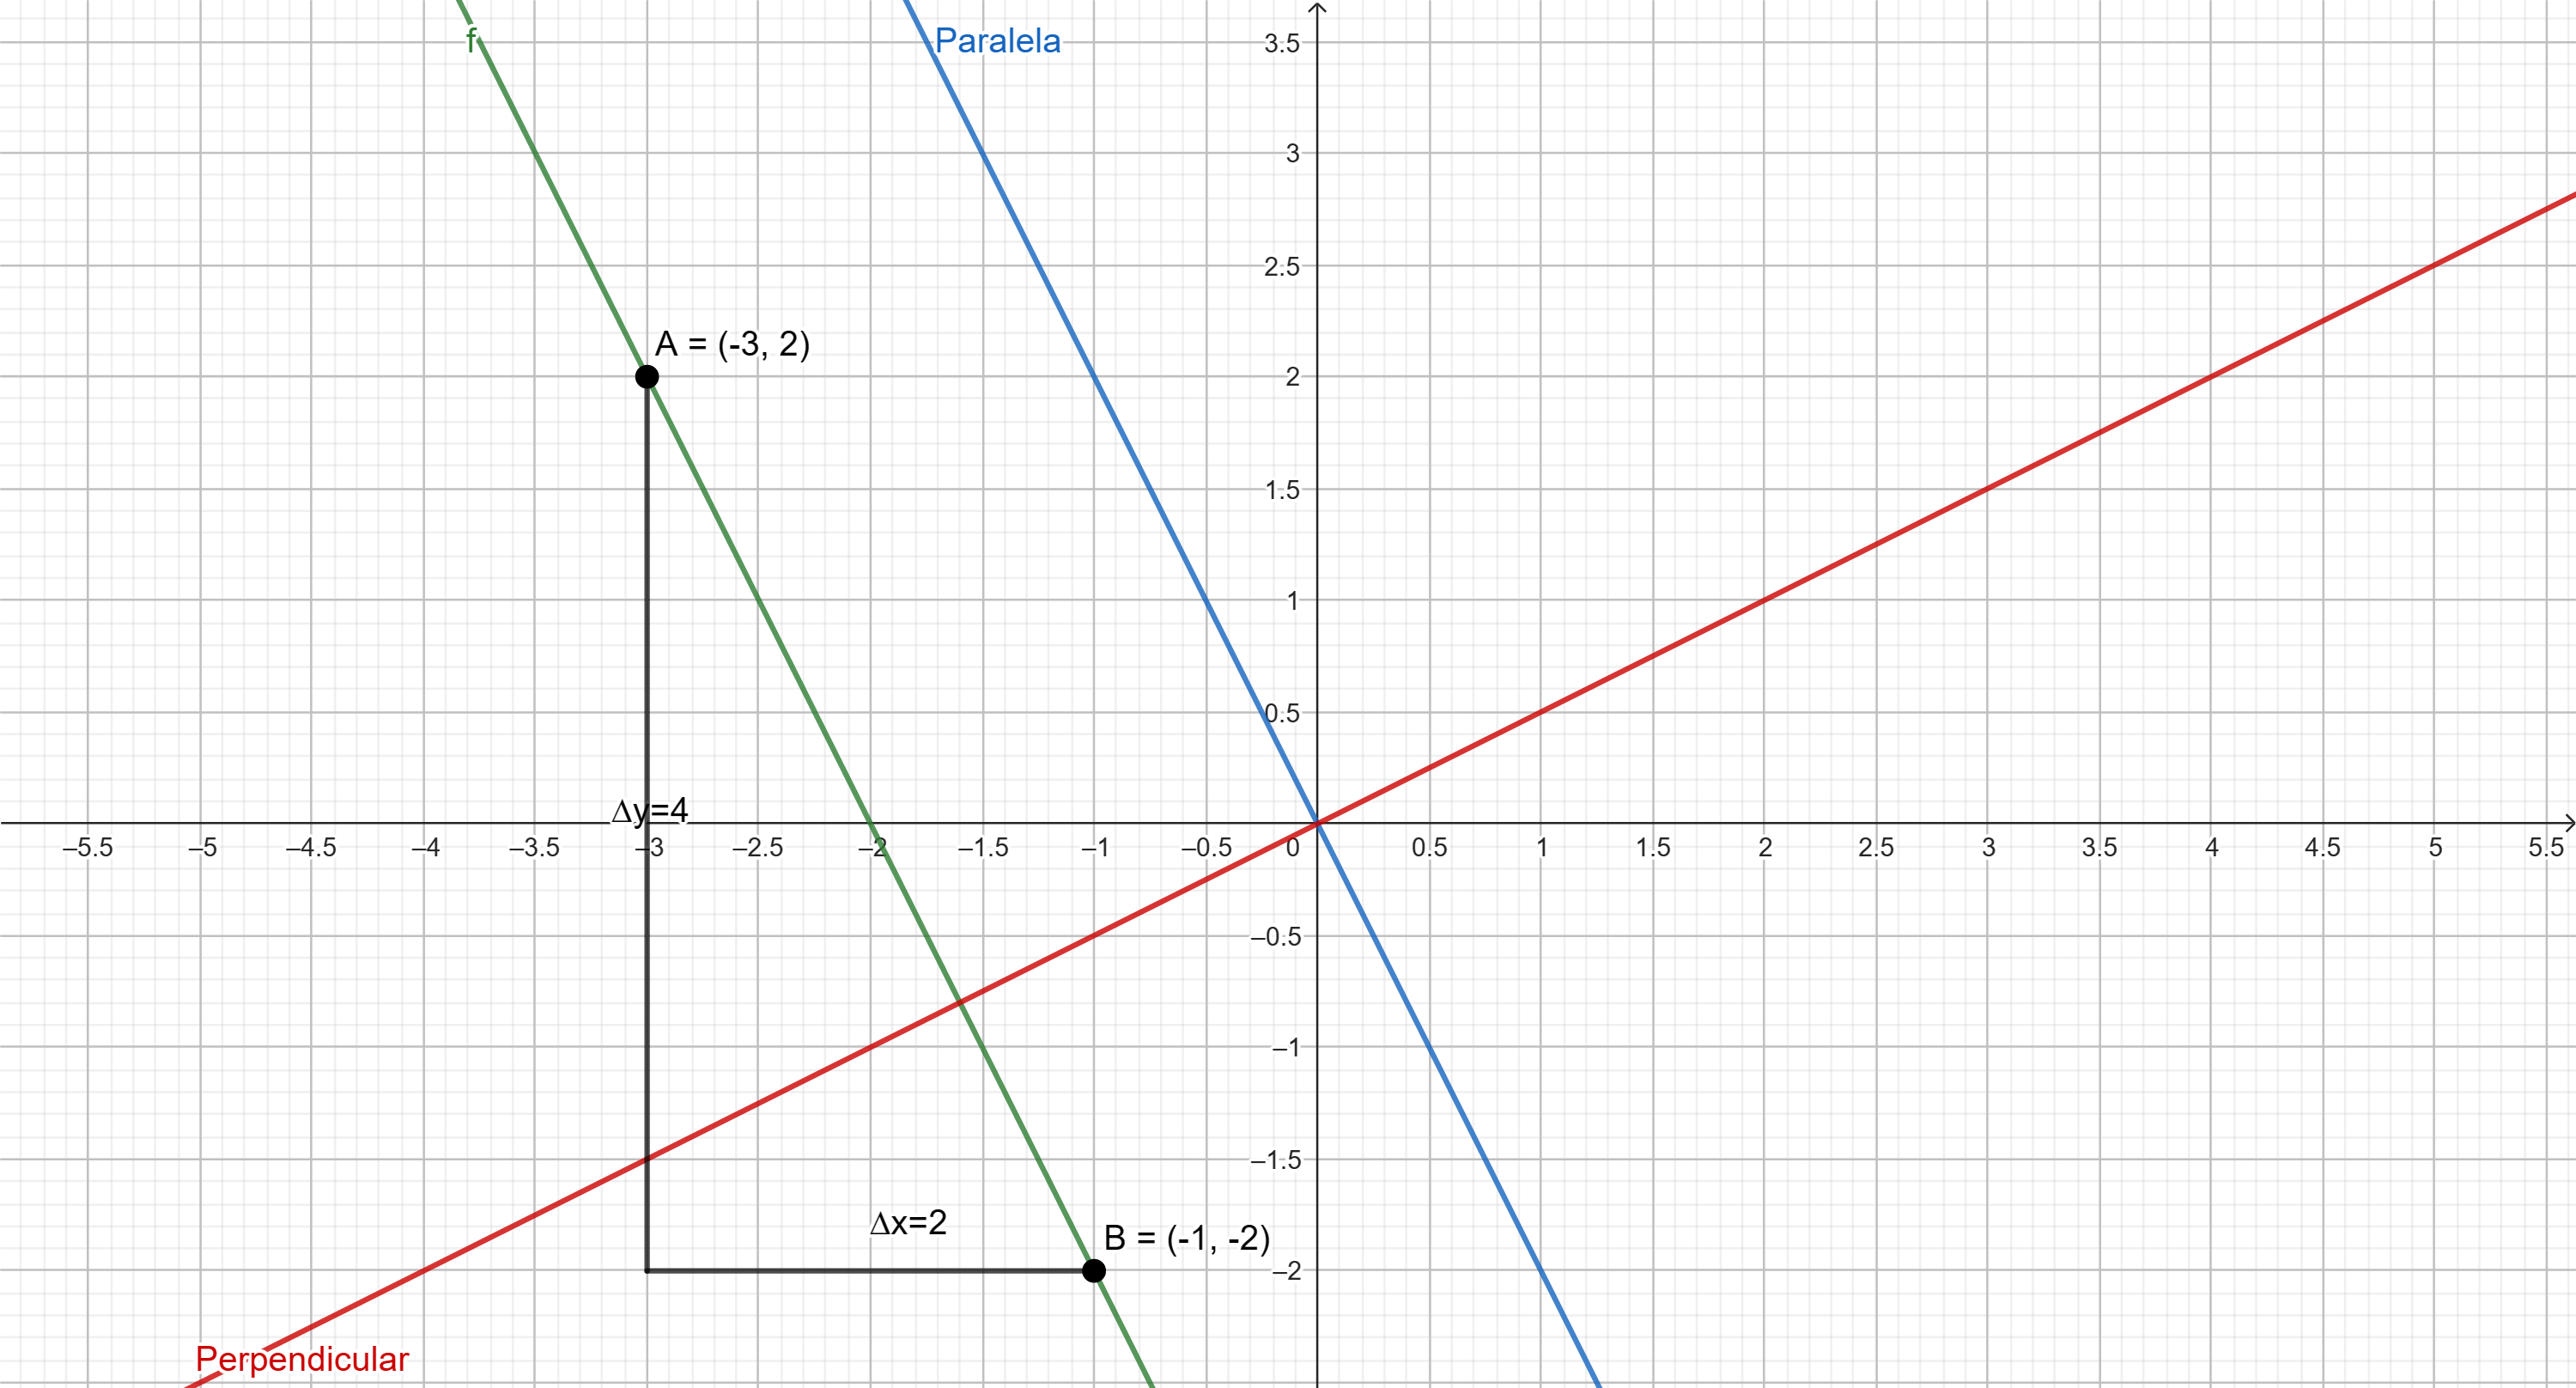 f
Paralela
3.5
3
2.5
A = (-3, 2)
2
1.5
1
0.5
Δy=4
–5.5 –5 –4.5 –4 –3.5 –3 –2.5 –2 –1.5 –1 –0.5 0 0.5 1 1.5 2 2.5 3 3.5 4 4.5 5 5.5
–0.5
–1
–1.5
Δx=2
B = (-1, -2)
–2
Perpendicular